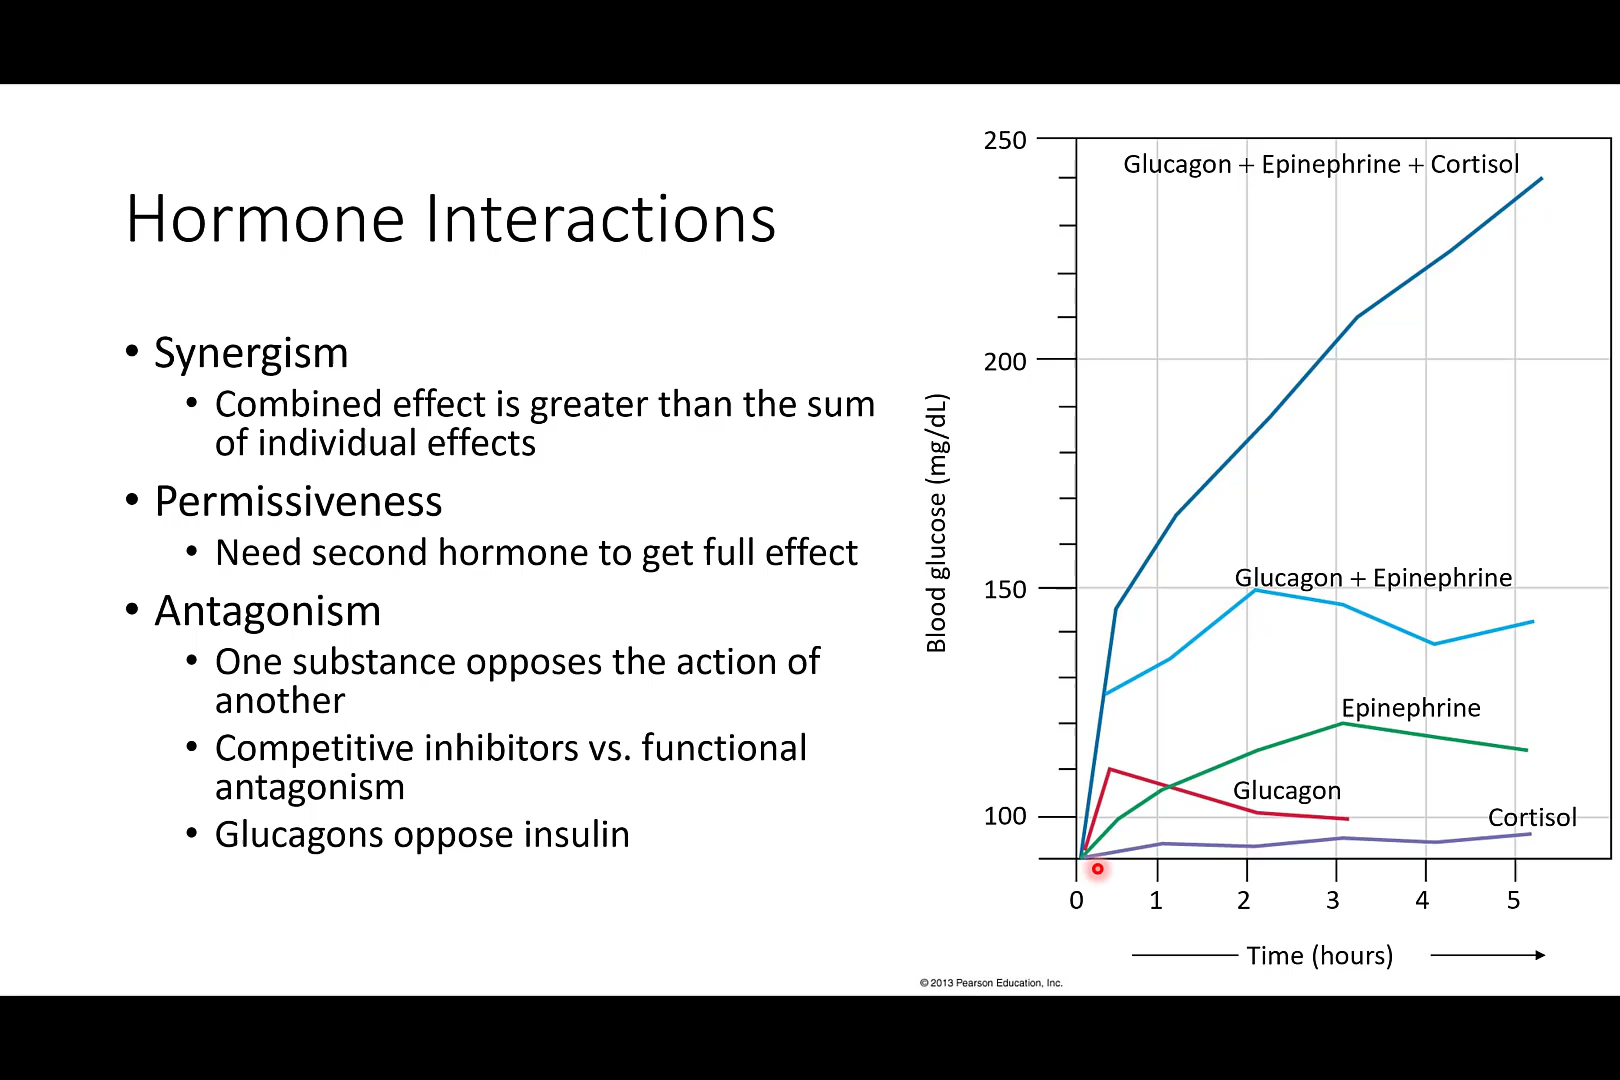 Hormone Interactions
• Synergism
• Combined effect is greater than the sum
of individual effects
• Permissiveness
• Need second hormone to get full effect
• Antagonism
• One substance opposes the action of
another
• Competitive inhibitors vs. functional
antagonism
• Glucagons oppose insulin
Blood glucose (mg/dL)
250
200
150
100
Glucagon + Epinephrine + Cortisol
Glucagon + Epinephrine
Epinephrine
Glucagon
Cortisol
0 1 2 3 4 5
Time (hours)
© 2013 Pearson Education, Inc.